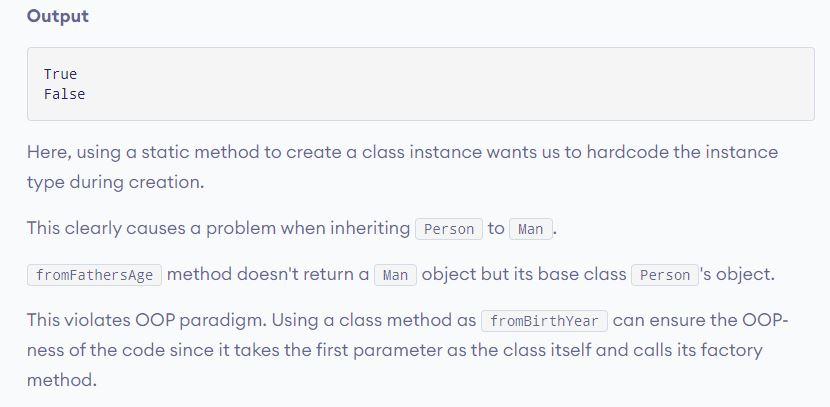 Output
True
False
Here, using a static method to create a class instance wants us to hardcode the instance
type during creation.
This clearly causes a problem when inheriting Person to Man.
fromFathersAge method doesn't return a Man object but its base class Person's object.
This violates OOP paradigm. Using a class method as fromBirthYear can ensure the OOP-
ness of the code since it takes the first parameter as the class itself and calls its factory
method.